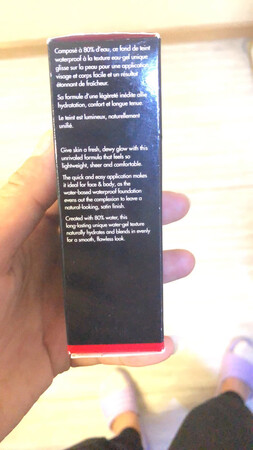 Composé à 80% d'eau, ce fond de teint
waterproof à la texture eau-gel unique
glisse sur la peau pour une application
visage et corps facile et un résultat
étonnant de fraîcheur.
Sa formule d'une légèreté inédite allie
hydratation, confort et longue tenue.
Le teint est lumineux, naturellement
unifié.
Give skin a fresh, dewy glow with this
unrivaled formula that feels so
lightweight, sheer and comfortable.
The quick and easy application makes
it ideal for face & body, as the
water-based waterproof foundation
evens out the complexion to leave a
natural-looking, satin finish.
Created with 80% water, this
long-lasting unique water-gel texture
naturally hydrates and blends in evenly
for a smooth, flawless look.